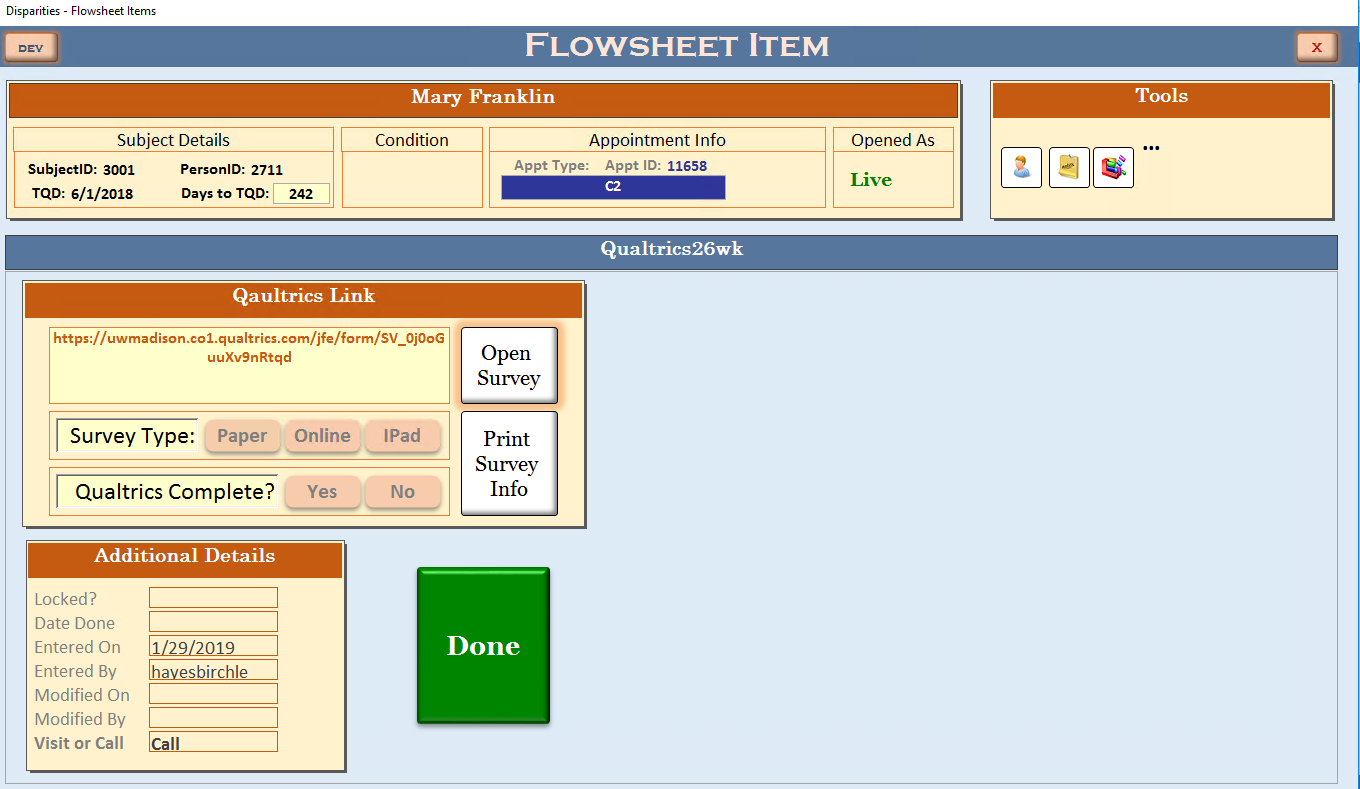 Disparities - Flowsheet Items
DEV
Flowsheet Item
X
Mary Franklin
Subject Details
SubjectID: 3001 PersonID: 2711
TQD: 6/1/2018 Days to TQD: 242
Condition
Appointment Info
Appt Type: Appt ID: 11658
C2
Opened As
Live
Tools
...
Qualtrics26wk
Qaultrics Link
https://uwmadison.co1.qualtrics.com/jfe/form/SV_0j0oG
uuXv9nRtqd
Open
Survey
Survey Type: Paper Online IPad
Print
Survey
Info
Qualtrics Complete? Yes No
Additional Details
Locked?
Date Done
Entered On 1/29/2019
Entered By hayesbirchle
Modified On
Modified By
Visit or Call Call
Done